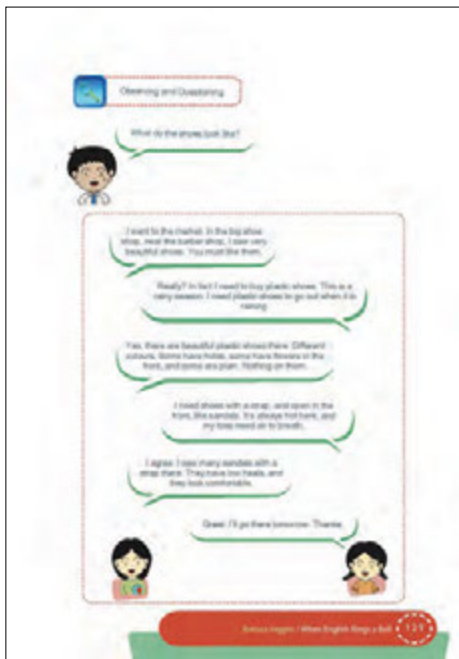 Observing and Questioning
What do the shoes look like?
I went to the market. In the big shoe
shop, near the barber shop, I saw very
beautiful shoes. You must like them.
Really? In fact I need to buy plastic shoes. This is a
rainy season. I need plastic shoes to go out when it is
raining.
Yes, there are beautiful plastic shoes there. Different
colours. Some have holes, some have flowers in the
front, and some are plain. Nothing on them.
I need shoes with a strap, and open in the
front, like sandals. It's always hot here, and
my toes need air to breath.
I agree. I saw many sandals with a
strap there. They have low heels, and
they look comfortable.
Great. I'll go there tomorrow. Thanks.
Bahasa Inggris / When English Rings a Bell